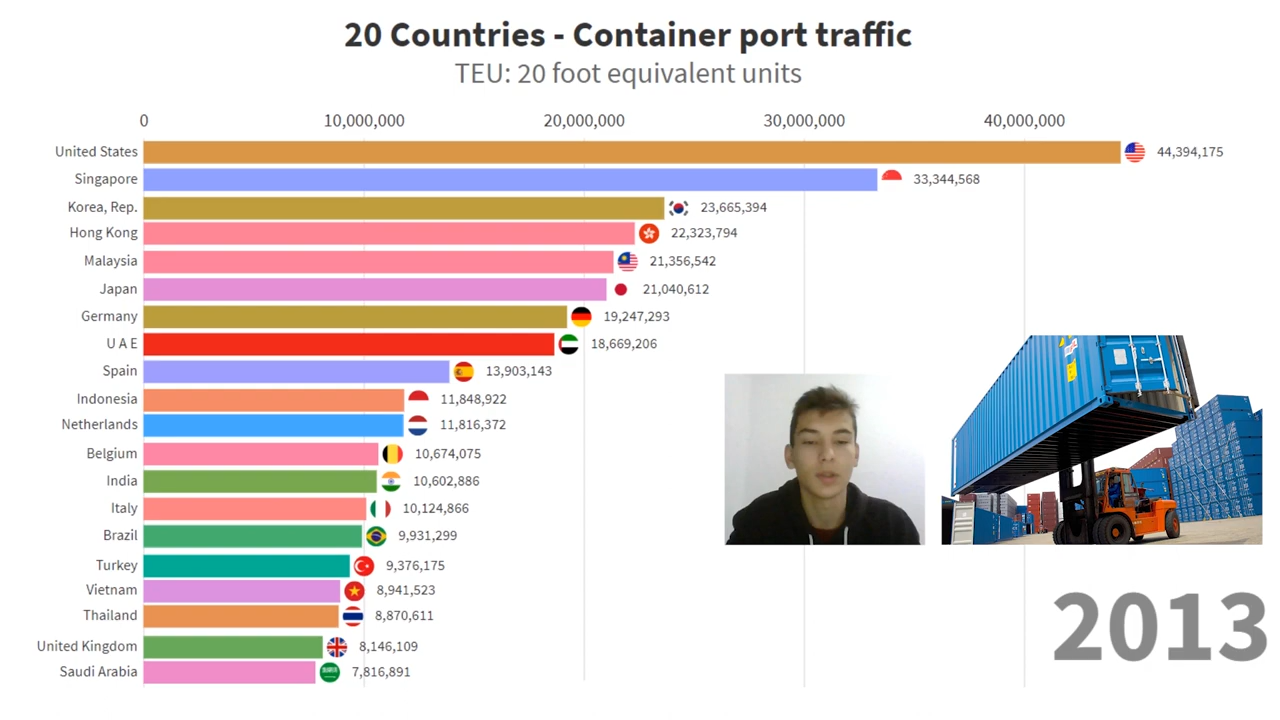 20 Countries - Container port traffic
TEU: 20 foot equivalent units
0 10,000,000 20,000,000 30,000,000 40,000,000
United States 44,394,175
Singapore 33,344,568
Korea, Rep. 23,665,394
Hong Kong 22,323,794
Malaysia 21,356,542
Japan 21,040,612
Germany 19,247,293
U A E 18,669,206
Spain 13,903,143
Indonesia 11,848,922
Netherlands 11,816,372
Belgium 10,674,075
India 10,602,886
Italy 10,124,866
Brazil 9,931,299
Turkey 9,376,175
Vietnam 8,941,523
Thailand 8,870,611
United Kingdom 8,146,109
Saudi Arabia 7,816,891
2013